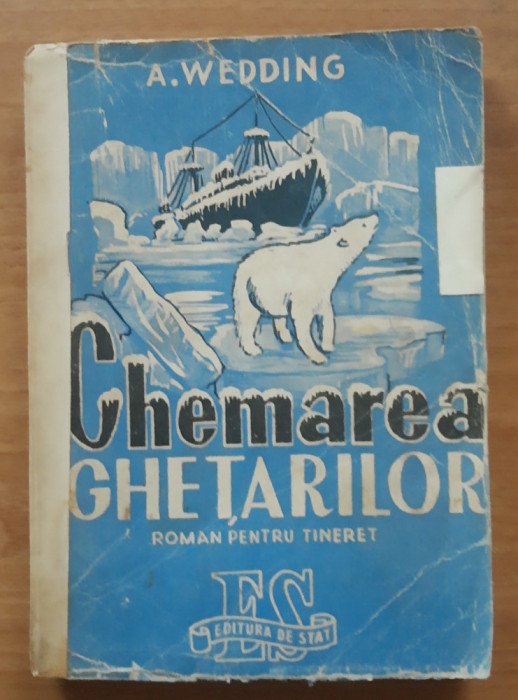 A. WEDDING
Chemarea
GHEȚARILOR
ROMAN PENTRU TINERET
ES
EDITURA DE STAT